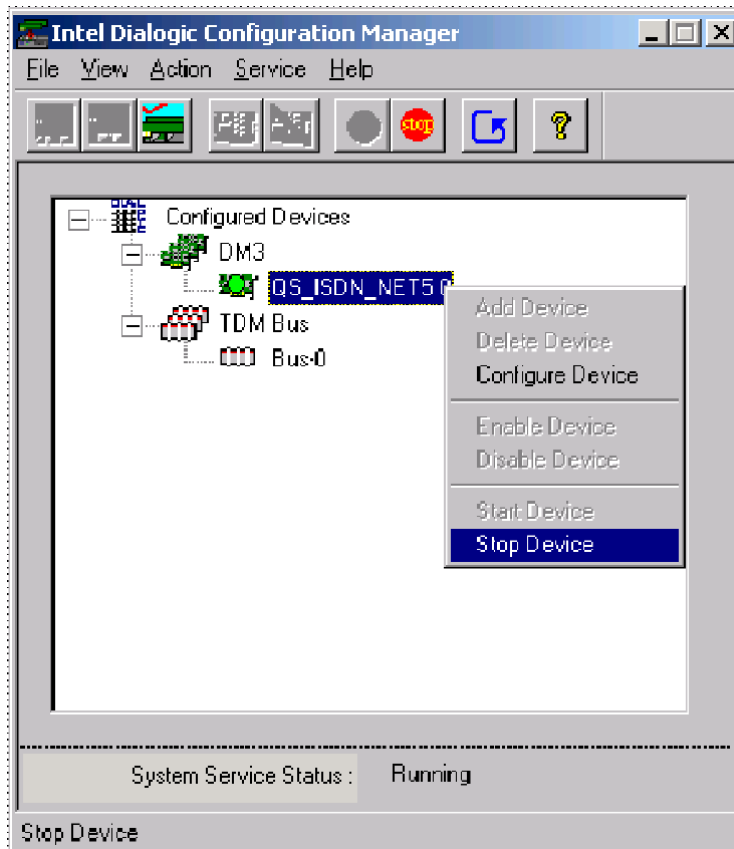 Intel Dialogic Configuration Manager
File View Action Service Help
stop
Configured Devices
DM3
QS_ISDN_NET5
TDM Bus
Bus-0
Add Device
Delete Device
Configure Device
Enable Device
Disable Device
Start Device
Stop Device
System Service Status : Running
Stop Device